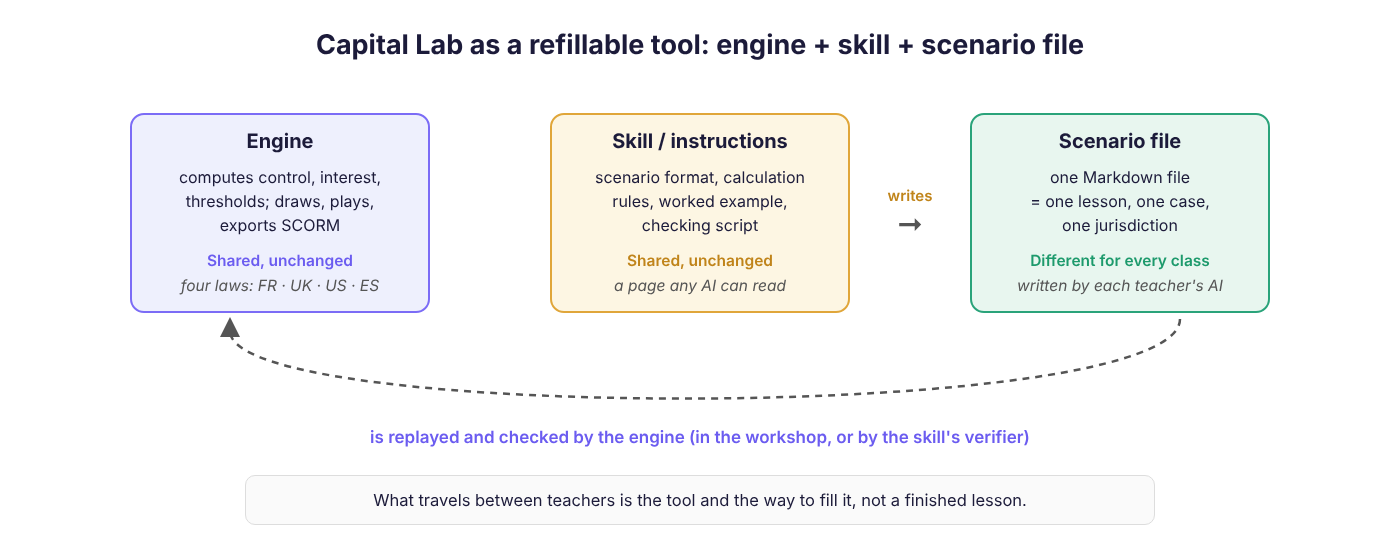 Capital Lab as a refillable tool: engine + skill + scenario file
Engine
computes control, interest,
thresholds; draws, plays,
exports SCORM
Shared, unchanged
four laws: FR · UK · US · ES
Skill / instructions
scenario format, calculation
rules, worked example,
checking script
Shared, unchanged
a page any AI can read
writes
Scenario file
one Markdown file
= one lesson, one case,
one jurisdiction
Different for every class
written by each teacher's AI
is replayed and checked by the engine (in the workshop, or by the skill's verifier)
What travels between teachers is the tool and the way to fill it, not a finished lesson.